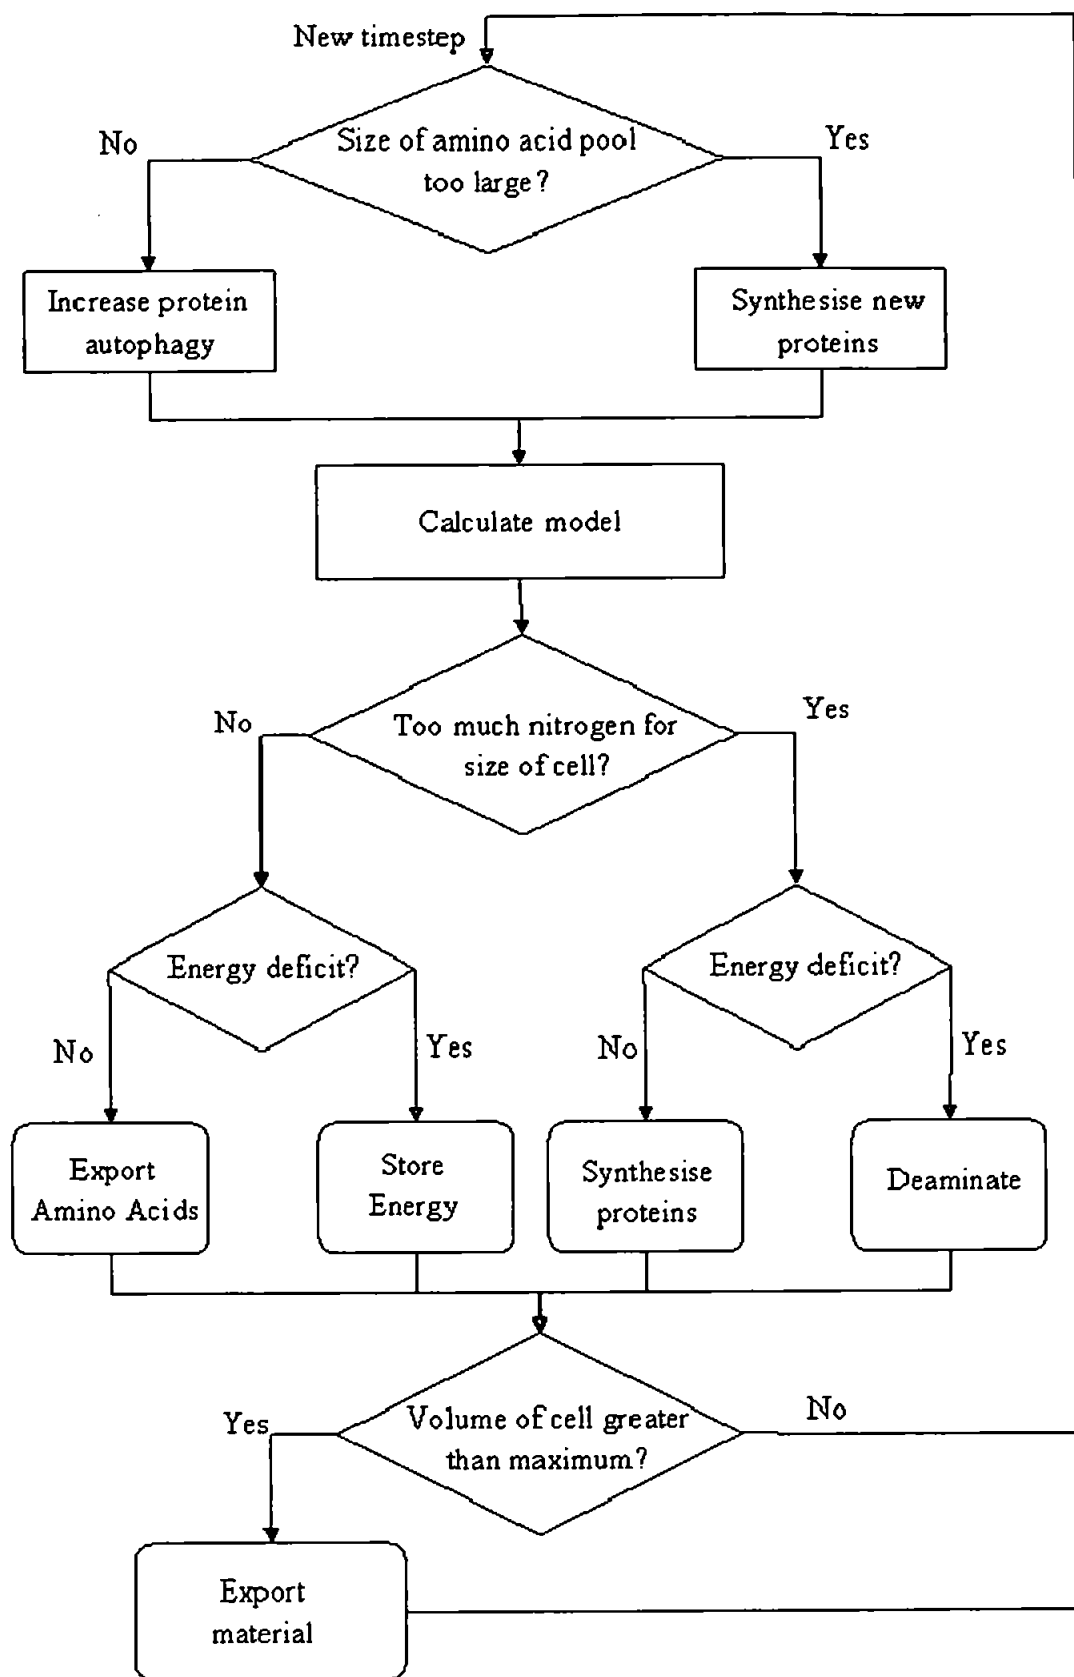 New timestep
No
Size of amino acid pool
too large?
Yes
Increase protein
autophagy
Synthesise new
proteins
Calculate model
No
Too much nitrogen for
size of cell?
Yes
Energy deficit?
Energy deficit?
No
Yes
No
Yes
Export
Amino Acids
Store
Energy
Synthesise
proteins
Deaminate
Yes
Volume of cell greater
than maximum?
No
Export
material